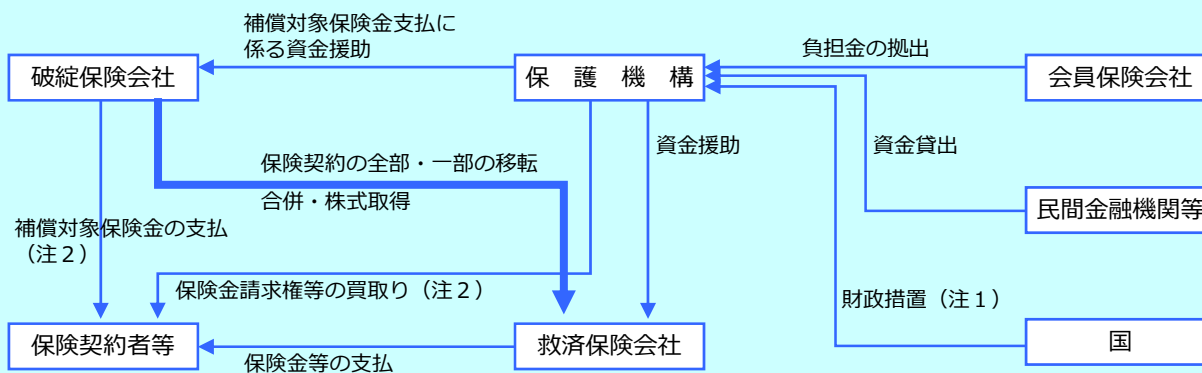 補償対象保険金支払に
係る資金援助
負担金の拠出
破綻保険会社
保 護 機 構
会員保険会社
資金援助
資金貸出
保険契約の全部・一部の移転
合併・株式取得
民間金融機関等
補償対象保険金の支払
（注２）
保険金請求権等の買取り（注２）
財政措置（注１）
保険契約者等
救済保険会社
国
保険金等の支払